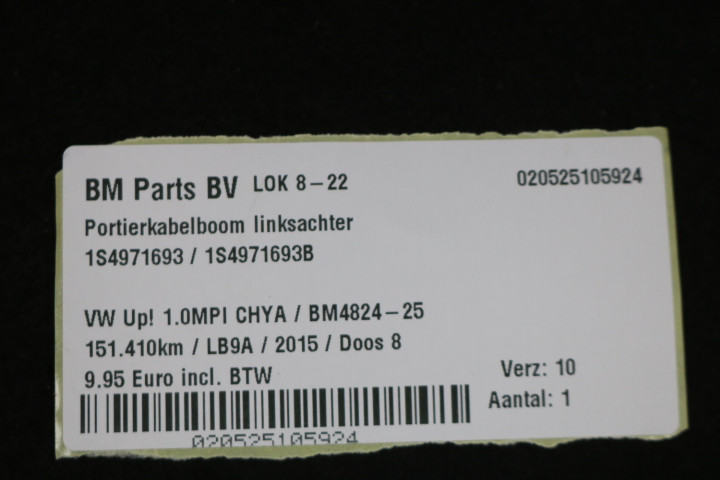 BM Parts BV LOK 8-22 020525105924
Portierkabelboom linksachter
1S4971693 / 1S4971693B
VW Up! 1.0MPI CHYA / BM4824-25
151.410km / LB9A / 2015 / Doos 8
9.95 Euro incl. BTW Verz: 10
Aantal: 1
020525105924